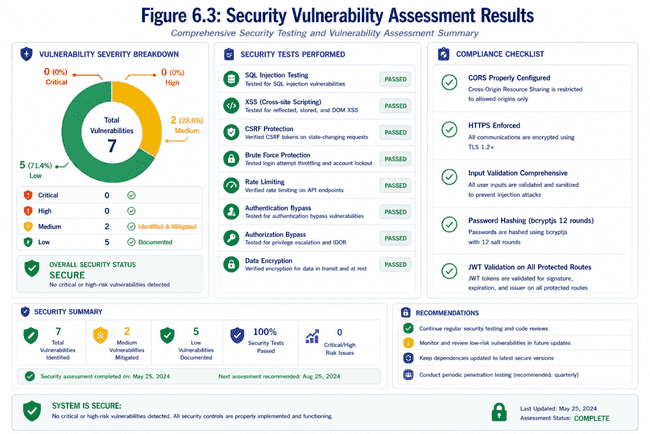 Figure 6.3: Security Vulnerability Assessment Results
Comprehensive Security Testing and Vulnerability Assessment Summary
VULNERABILITY SEVERITY BREAKDOWN
0 (0%)
Critical
0 (0%)
High
Total
Vulnerabilities
7
2 (28.6%)
Medium
5 (71.4%)
Low
Critical 0
High 0
Medium 2 Identified & Mitigated
Low 5 Documented
OVERALL SECURITY STATUS
SECURE
No critical or high-risk vulnerabilities detected
SECURITY TESTS PERFORMED
SQL Injection Testing
Tested for SQL injection vulnerabilities
PASSED
XSS (Cross-site Scripting)
Tested for reflected, stored, and DOM XSS
PASSED
CSRF Protection
Verified CSRF tokens on state-changing requests
PASSED
Brute Force Protection
Tested login attempt throttling and account lockout
PASSED
Rate Limiting
Verified rate limiting on API endpoints
PASSED
Authentication Bypass
Tested for authentication bypass vulnerabilities
PASSED
Authorization Bypass
Tested for privilege escalation and IDOR
PASSED
Data Encryption
Verified encryption for data in transit and at rest
PASSED
COMPLIANCE CHECKLIST
CORS Properly Configured
Cross-Origin Resource Sharing is restricted
to allowed origins only
HTTPS Enforced
All communications are encrypted using
TLS 1.2+
Input Validation Comprehensive
All user inputs are validated and sanitized
to prevent injection attacks
Password Hashing (bcryptjs 12 rounds)
Passwords are hashed using bcryptjs
with 12 salt rounds
JWT Validation on All Protected Routes
JWT tokens are validated for signature,
expiration, and issuer on all protected routes
SECURITY SUMMARY
7
Total
Vulnerabilities
Identified
2
Medium
Vulnerabilities
Mitigated
5
Low
Vulnerabilities
Documented
100%
Security Tests
Passed
0
Critical/High
Risk Issues
Security assessment completed on: May 25, 2024
Next assessment recommended: Aug 25, 2024
RECOMMENDATIONS
Continue regular security testing and code reviews
Monitor and review low-risk vulnerabilities in future updates
Keep dependencies updated to latest secure versions
Conduct periodic penetration testing (recommended: quarterly)
SYSTEM IS SECURE:
No critical or high-risk vulnerabilities detected. All security controls are properly implemented and functioning.
Last Updated: May 25, 2024
Assessment Status: COMPLETE